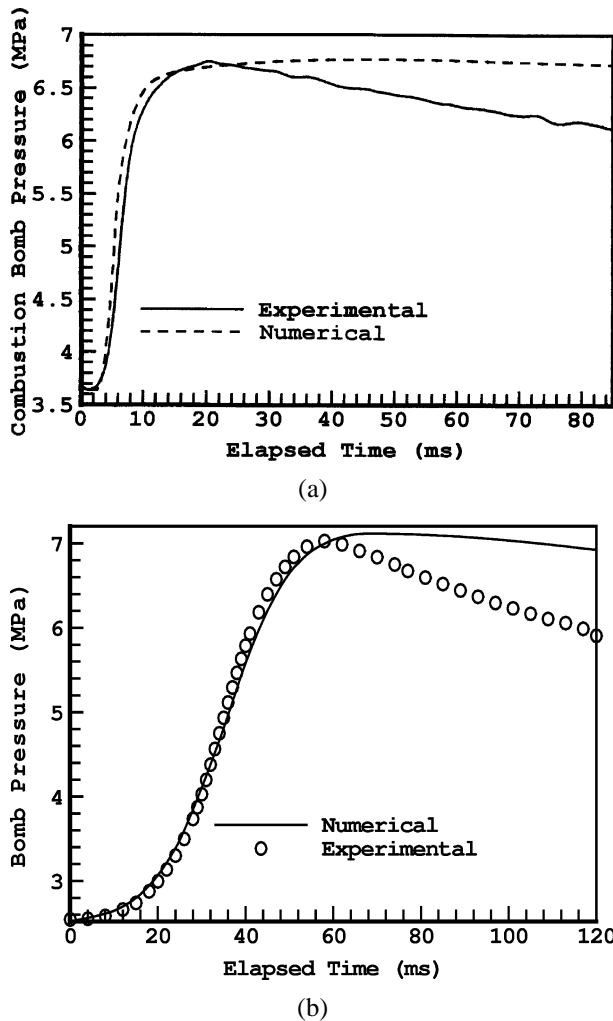 Combustion Bomb Pressure (MPa)
7
6.5
6
5.5
5
4.5
4
3.5
Experimental
Numerical
0 10 20 30 40 50 60 70 80
Elapsed Time (ms)
(a)
Bomb Pressure (MPa)
7
6
5
4
3
Numerical
Experimental
0 20 40 60 80 100 120
Elapsed Time (ms)
(b)